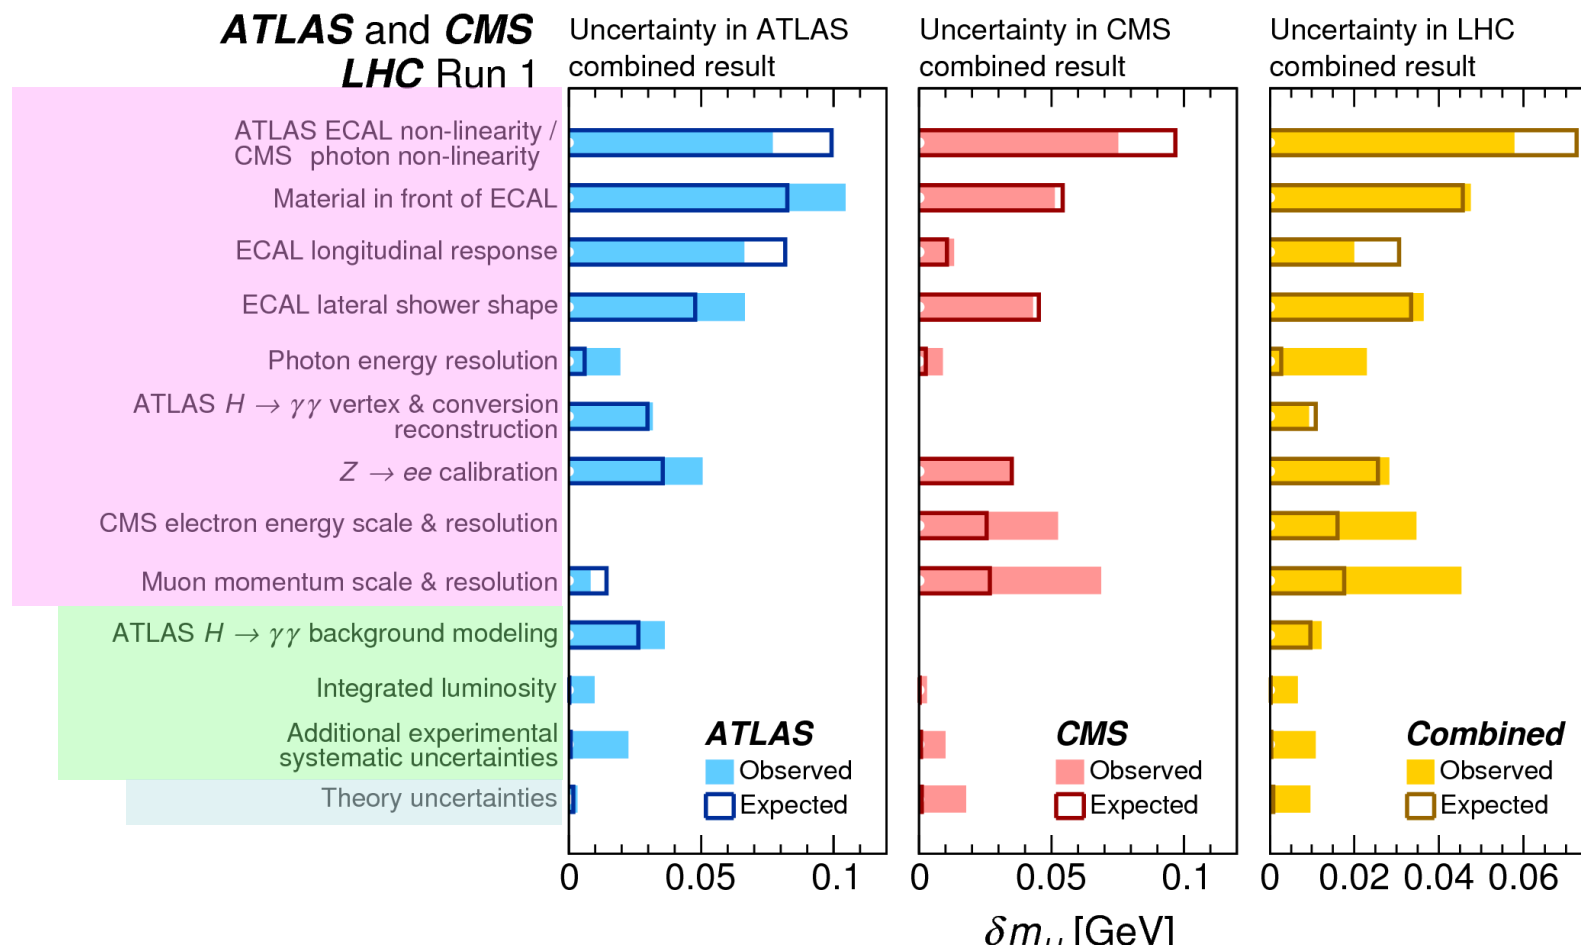 ATLAS and CMS
LHC Run 1
Uncertainty in ATLAS
combined result
Uncertainty in CMS
combined result
Uncertainty in LHC
combined result
ATLAS ECAL non-linearity /
CMS photon non-linearity
Material in front of ECAL
ECAL longitudinal response
ECAL lateral shower shape
Photon energy resolution
ATLAS H → γγ vertex & conversion
reconstruction
Z → ee calibration
CMS electron energy scale & resolution
Muon momentum scale & resolution
ATLAS H → γγ background modeling
Integrated luminosity
Additional experimental
systematic uncertainties
Theory uncertainties
ATLAS
Observed
Expected
CMS
Observed
Expected
Combined
Observed
Expected
0 0.05 0.1
0 0.05 0.1
0 0.02 0.04 0.06
δm [GeV]